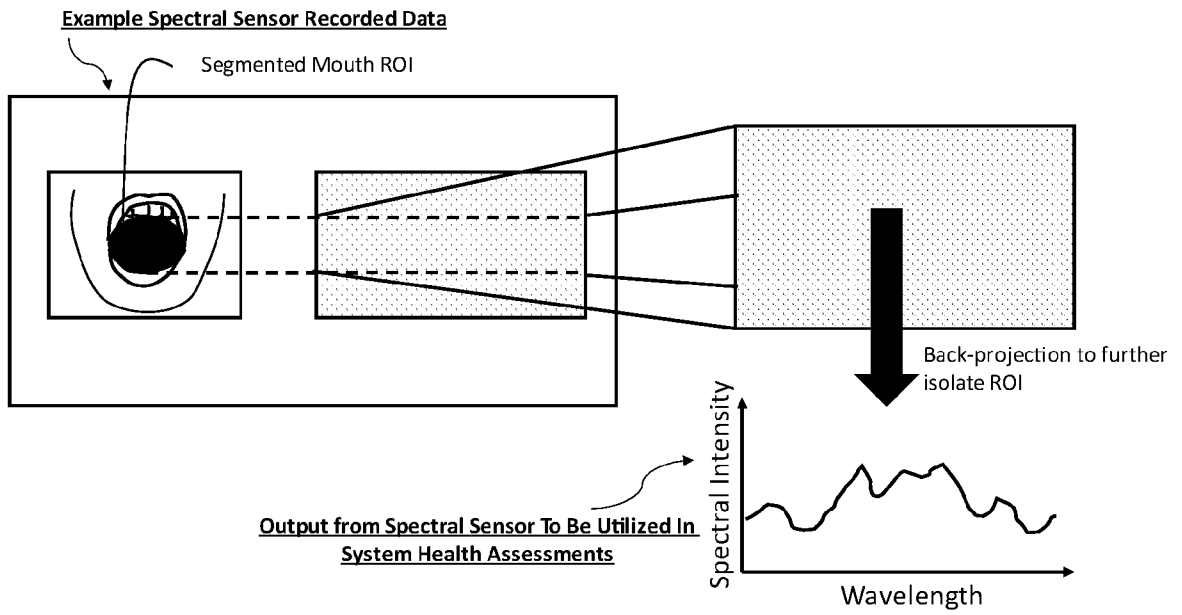 Example Spectral Sensor Recorded Data
Segmented Mouth ROI
Back-projection to further
isolate ROI
Spectral Intensity
Output from Spectral Sensor To Be Utilized In
System Health Assessments
Wavelength